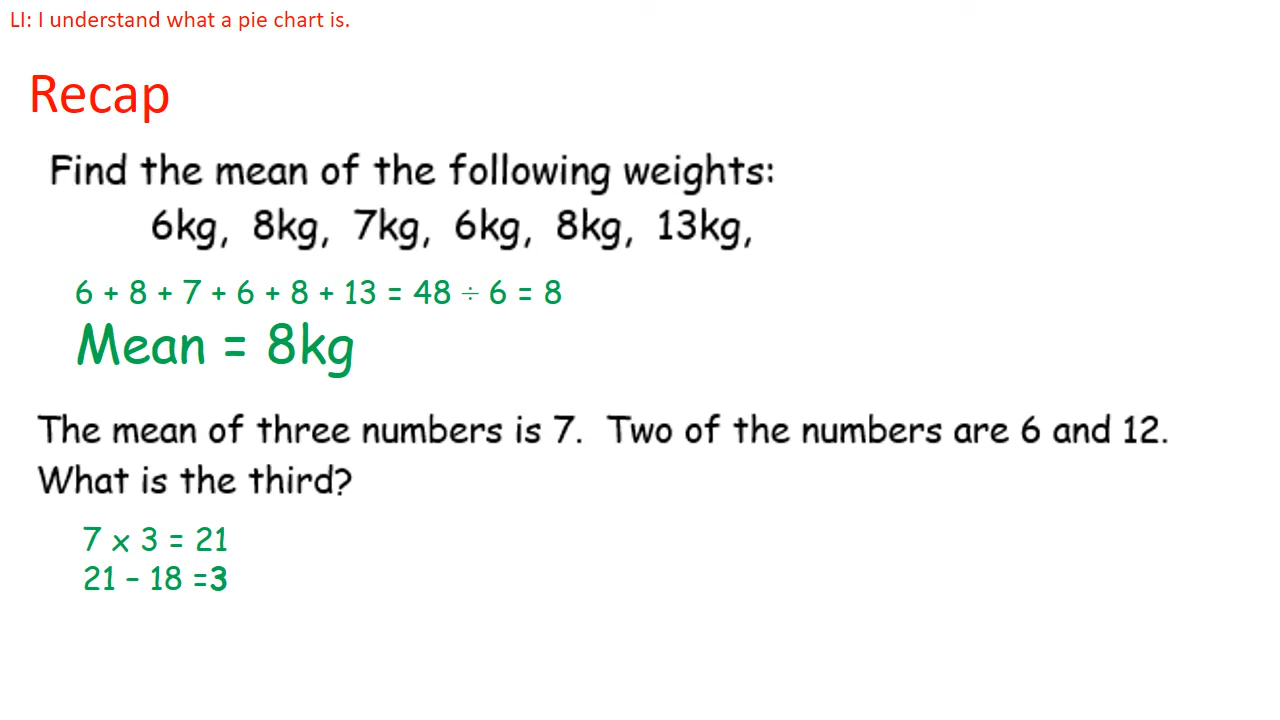 LI: I understand what a pie chart is.
Recap
Find the mean of the following weights:
6kg, 8kg, 7kg, 6kg, 8kg, 13kg,
6 + 8 + 7 + 6 + 8 + 13 = 48 ÷ 6 = 8
Mean = 8kg
The mean of three numbers is 7. Two of the numbers are 6 and 12.
What is the third?
7 x 3 = 21
21 – 18 =3